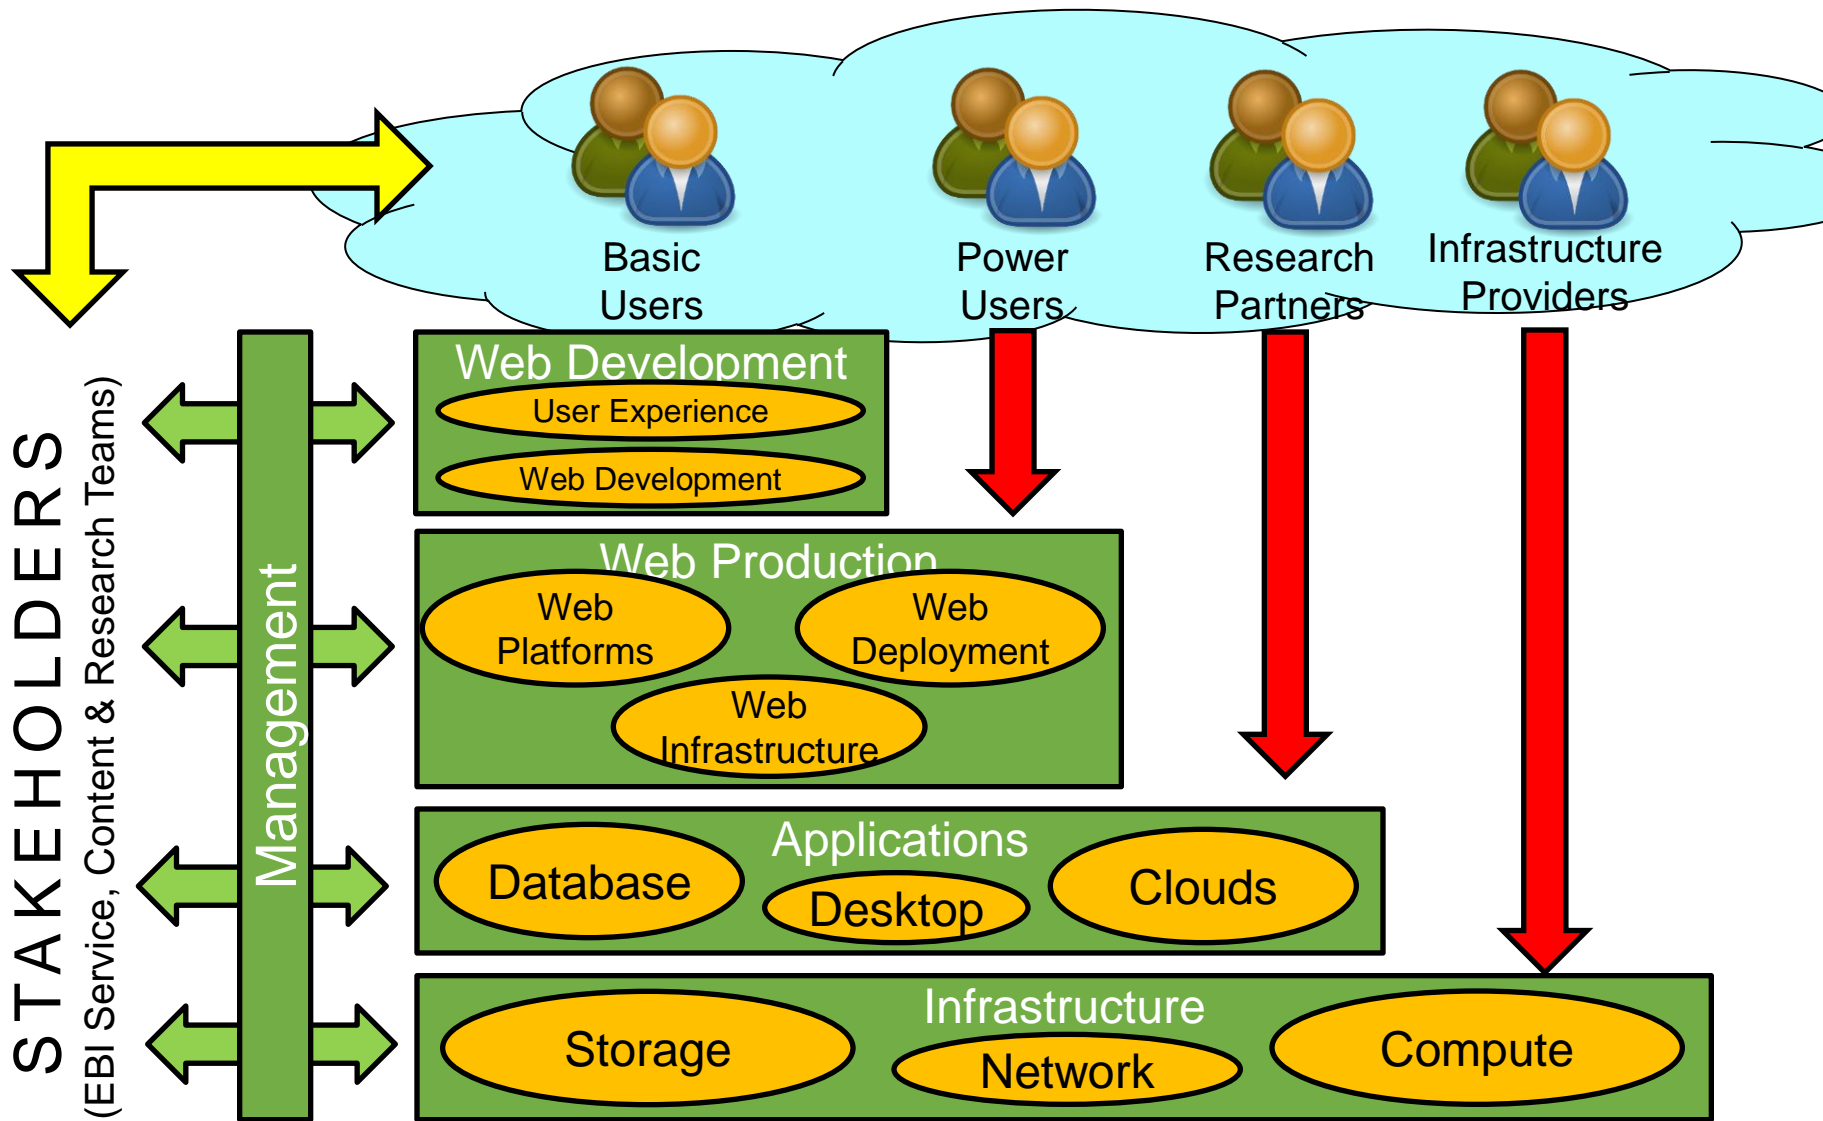 Basic
Users
Power
Users
Research
Partners
Infrastructure
Providers
STAKEHOLDERS
(EBI Service, Content & Research Teams)
Management
Web Development
User Experience
Web Development
Web Production
Web
Platforms
Web
Deployment
Web
Infrastructure
Applications
Database
Desktop
Clouds
Infrastructure
Storage
Network
Compute